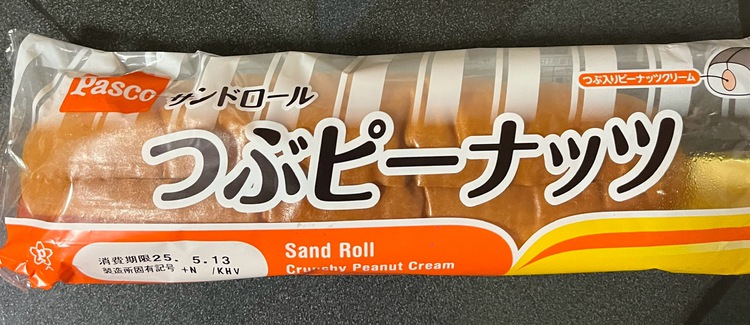 Pasco
サンドロール
つぶ入りピーナッツクリーム
つぶピーナッツ
消費期限25. 5.13
製造所固有記号 +N /KHV
Sand Roll
Crunchy Peanut Cream